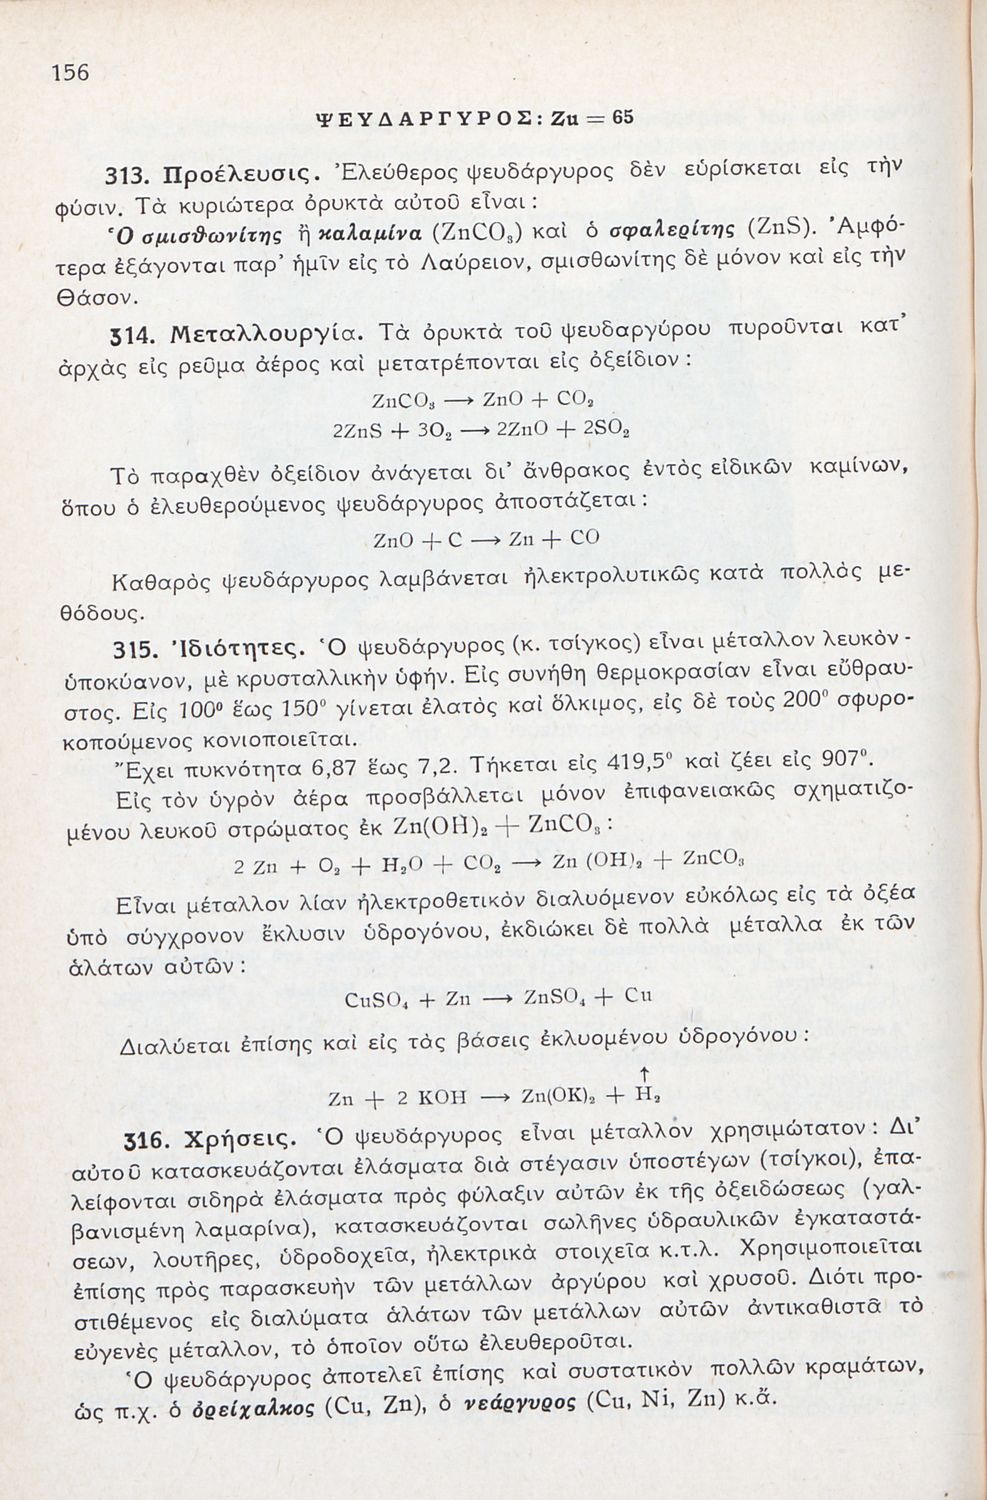 156
ΨΕΥΔΑΡΓΥΡΟΣ: Zn = 65
313. Προέλευσις. Ἐλεύθερος ψευδάργυρος δὲν εὑρίσκεται εἰς τὴν
φύσιν. Τὰ κυριώτερα ὀρυκτὰ αὐτοῦ εἶναι :
Ὁ σμισθωνίτης ἢ καλαμίνα (ZnCO₃) καὶ ὁ σφαλερίτης (ZnS). Ἀμφό-
τερα ἐξάγονται παρ’ ἡμῖν εἰς τὸ Λαύρειον, σμισθωνίτης δὲ μόνον καὶ εἰς τὴν
Θάσον.
314. Μεταλλουργία. Τὰ ὀρυκτὰ τοῦ ψευδαργύρου πυροῦνται κατ’
ἀρχὰς εἰς ρεῦμα ἀέρος καὶ μετατρέπονται εἰς ὀξείδιον :
ZnCO₃ ⟶ ZnO + CO₂
2ZnS + 3O₂ ⟶ 2ZnO + 2SO₂
Τὸ παραχθὲν ὀξείδιον ἀνάγεται δι’ ἄνθρακος ἐντὸς εἰδικῶν καμίνων,
ὅπου ὁ ἐλευθερούμενος ψευδάργυρος ἀποστάζεται :
ZnO + C ⟶ Zn + CO
Καθαρὸς ψευδάργυρος λαμβάνεται ἠλεκτρολυτικῶς κατὰ πολλὰς με-
θόδους.
315. Ἰδιότητες. Ὁ ψευδάργυρος (κ. τσίγκος) εἶναι μέταλλον λευκὸν -
ὑποκύανον, μὲ κρυσταλλικὴν ὑφήν. Εἰς συνήθη θερμοκρασίαν εἶναι εὔθραυ-
στος. Εἰς 100⁰ ἕως 150⁰ γίνεται ἐλατὸς καὶ ὅλκιμος, εἰς δὲ τοὺς 200⁰ σφυρο-
κοπούμενος κονιοποιεῖται.
Ἔχει πυκνότητα 6,87 ἕως 7,2. Τήκεται εἰς 419,5⁰ καὶ ζέει εἰς 907⁰.
Εἰς τὸν ὑγρὸν ἀέρα προσβάλλεται μόνον ἐπιφανειακῶς σχηματιζο-
μένου λευκοῦ στρώματος ἐκ Zn(OH)₂ + ZnCO₃ :
2 Zn + O₂ + H₂O + CO₂ ⟶ Zn (OH)₂ + ZnCO₃
Εἶναι μέταλλον λίαν ἠλεκτροθετικὸν διαλυόμενον εὐκόλως εἰς τὰ ὀξέα
ὑπὸ σύγχρονον ἔκλυσιν ὑδρογόνου, ἐκδιώκει δὲ πολλὰ μέταλλα ἐκ τῶν
ἁλάτων αὐτῶν :
CuSO₄ + Zn ⟶ ZnSO₄ + Cu
Διαλύεται ἐπίσης καὶ εἰς τὰς βάσεις ἐκλυομένου ὑδρογόνου :
↑
Zn + 2 KOH ⟶ Zn(OK)₂ + H₂
316. Χρήσεις. Ὁ ψευδάργυρος εἶναι μέταλλον χρησιμώτατον : Δι’
αὐτοῦ κατασκευάζονται ἐλάσματα διὰ στέγασιν ὑποστέγων (τσίγκοι), ἐπα-
λείφονται σιδηρᾶ ἐλάσματα πρὸς φύλαξιν αὐτῶν ἐκ τῆς ὀξειδώσεως (γαλ-
βανισμένη λαμαρίνα), κατασκευάζονται σωλῆνες ὑδραυλικῶν ἐγκαταστά-
σεων, λουτῆρες, ὑδροδοχεῖα, ἠλεκτρικὰ στοιχεῖα κ.τ.λ. Χρησιμοποιεῖται
ἐπίσης πρὸς παρασκευὴν τῶν μετάλλων ἀργύρου καὶ χρυσοῦ. Διότι προ-
στιθέμενος εἰς διαλύματα ἁλάτων τῶν μετάλλων αὐτῶν ἀντικαθιστᾶ τὸ
εὐγενὲς μέταλλον, τὸ ὁποῖον οὕτω ἐλευθεροῦται.
Ὁ ψευδάργυρος ἀποτελεῖ ἐπίσης καὶ συστατικὸν πολλῶν κραμάτων,
ὡς π.χ. ὁ ὀρείχαλκος (Cu, Zn), ὁ νεάργυρος (Cu, Ni, Zn) κ.ἄ.